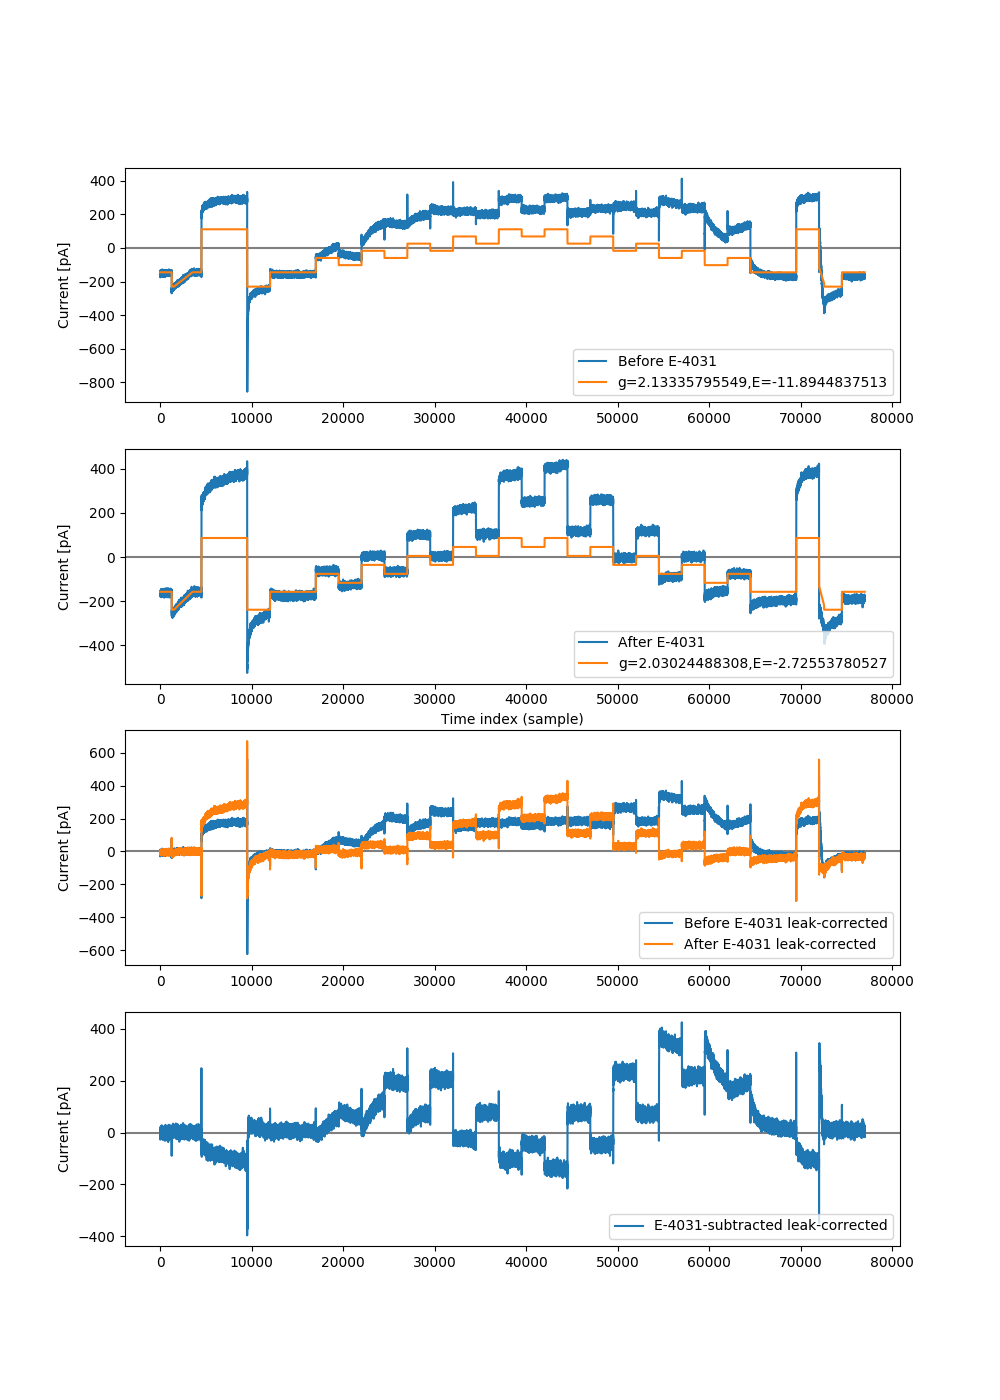 400
200
0
−200
−400
−600
−800
Current [pA]
Before E-4031
g=2.13335795549,E=-11.8944837513
0 10000 20000 30000 40000 50000 60000 70000 80000
400
200
0
−200
−400
Current [pA]
After E-4031
g=2.03024488308,E=-2.72553780527
0 10000 20000 30000 40000 50000 60000 70000 80000
Time index (sample)
600
400
200
0
−200
−400
−600
Current [pA]
Before E-4031 leak-corrected
After E-4031 leak-corrected
0 10000 20000 30000 40000 50000 60000 70000 80000
400
200
0
−200
−400
Current [pA]
E-4031-subtracted leak-corrected
0 10000 20000 30000 40000 50000 60000 70000 80000